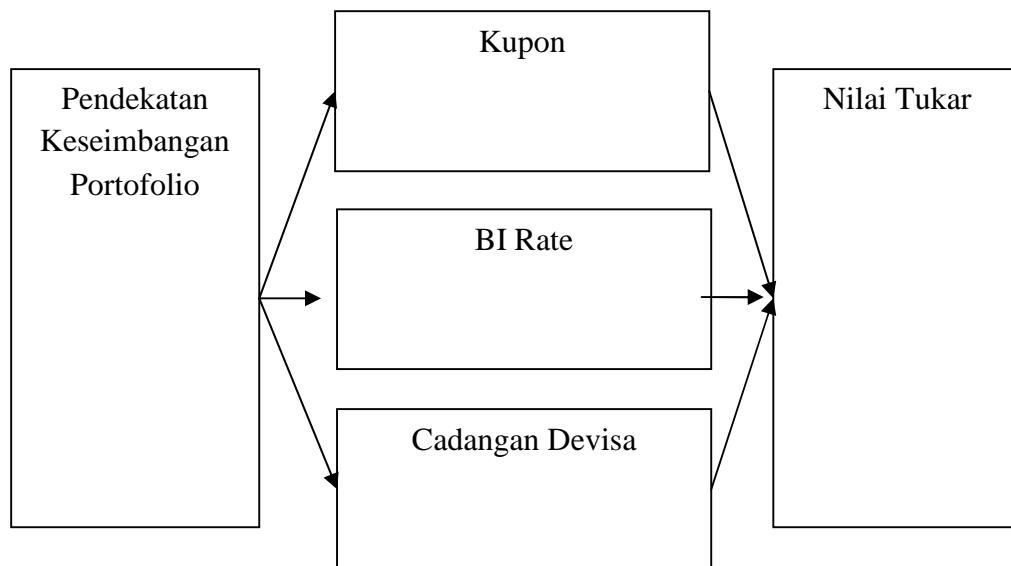 Pendekatan
Keseimbangan
Portofolio
Kupon
BI Rate
Cadangan Devisa
Nilai Tukar